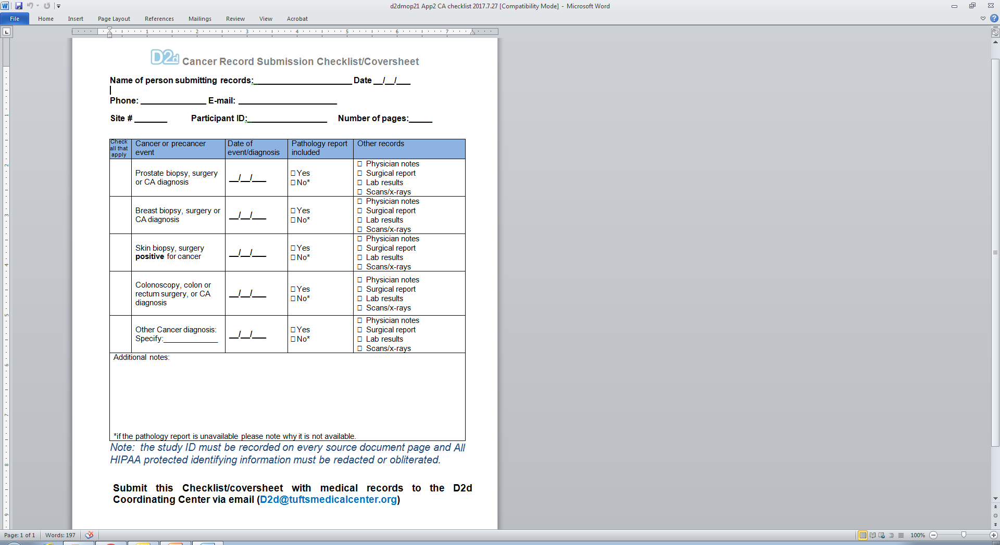 d2dmop21 App2 CA checklist 2017.7.27 [Compatibility Mode] - Microsoft Word
File Home Insert Page Layout References Mailings Review View Acrobat
1 2 3 4 5 6 7
D2d Cancer Record Submission Checklist/Coversheet
Name of person submitting records:_____________________ Date __/__/___
Phone: ______________ E-mail: _____________________
Site # _______ Participant ID:_________________ Number of pages:_____
Check all that apply
Cancer or precancer event
Date of event/diagnosis
Pathology report included
Other records
Prostate biopsy, surgery or CA diagnosis
__/__/___
□ Yes
□ No*
□ Physician notes
□ Surgical report
□ Lab results
□ Scans/x-rays
Breast biopsy, surgery or CA diagnosis
__/__/___
□ Yes
□ No*
□ Physician notes
□ Surgical report
□ Lab results
□ Scans/x-rays
Skin biopsy, surgery positive for cancer
__/__/___
□ Yes
□ No*
□ Physician notes
□ Surgical report
□ Lab results
□ Scans/x-rays
Colonoscopy, colon or rectum surgery, or CA diagnosis
__/__/___
□ Yes
□ No*
□ Physician notes
□ Surgical report
□ Lab results
□ Scans/x-rays
Other Cancer diagnosis:
Specify:_____________
__/__/___
□ Yes
□ No*
□ Physician notes
□ Surgical report
□ Lab results
□ Scans/x-rays
Additional notes:
*if the pathology report is unavailable please note why it is not available.
Note: the study ID must be recorded on every source document page and All
HIPAA protected identifying information must be redacted or obliterated.
Submit this Checklist/coversheet with medical records to the D2d
Coordinating Center via email (D2d@tuftsmedicalcenter.org)
Page: 1 of 1 Words: 197 100%